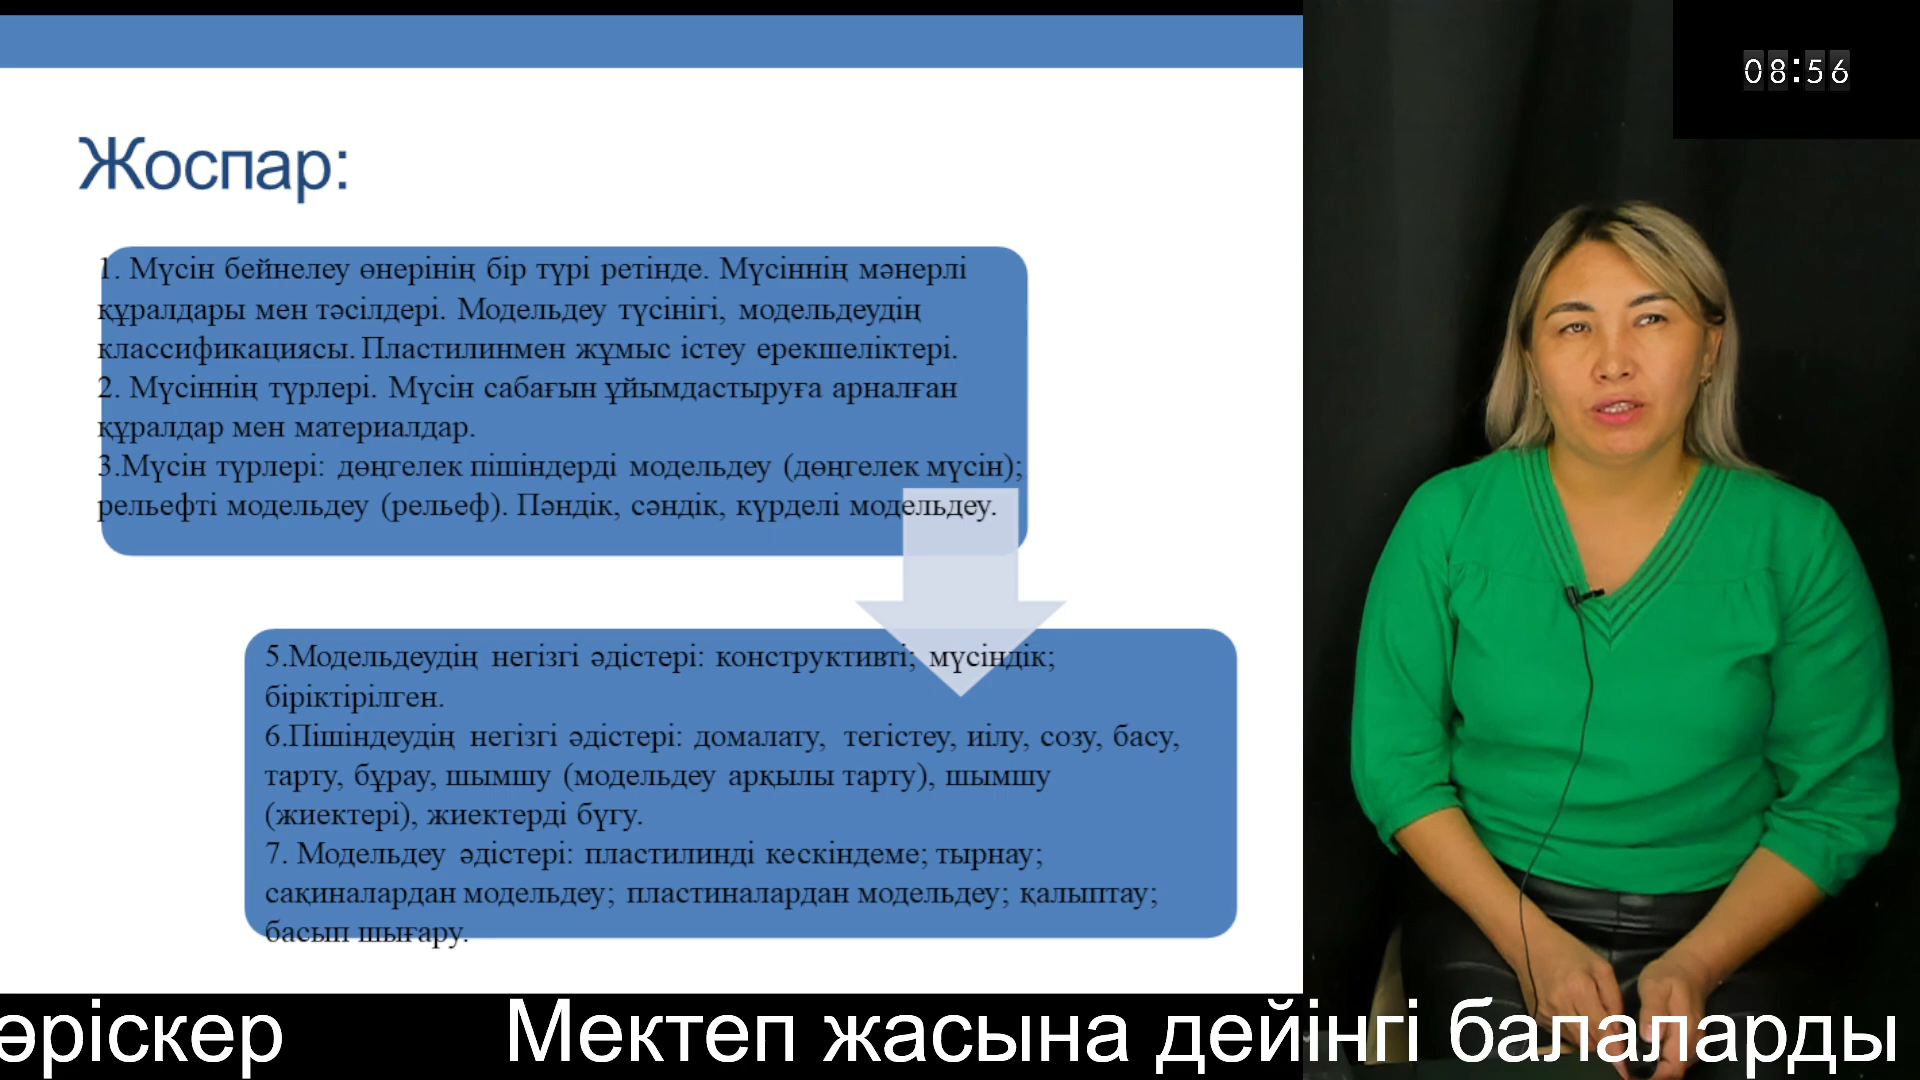 08:56
Жоспар:
1. Мүсін бейнелеу өнерінің бір түрі ретінде. Мүсіннің мәнерлі
құралдары мен тәсілдері. Модельдеу түсінігі, модельдеудің
классификациясы. Пластилинмен жұмыс істеу ерекшеліктері.
2. Мүсіннің түрлері. Мүсін сабағын ұйымдастыруға арналған
құралдар мен материалдар.
3.Мүсін түрлері: дөңгелек пішіндерді модельдеу (дөңгелек мүсін);
рельефті модельдеу (рельеф). Пәндік, сәндік, күрделі модельдеу.
5.Модельдеудің негізгі әдістері: конструктивті; мүсіндік;
біріктірілген.
6.Пішіндеудің негізгі әдістері: домалату, тегістеу, иілу, созу, басу,
тарту, бұрау, шымшу (модельдеу арқылы тарту), шымшу
(жиектері), жиектерді бүгу.
7. Модельдеу әдістері: пластилинді кескіндеме; тырнау;
сақиналардан модельдеу; пластиналардан модельдеу; қалыптау;
басып шығару.
әріскер Мектеп жасына дейінгі балаларды